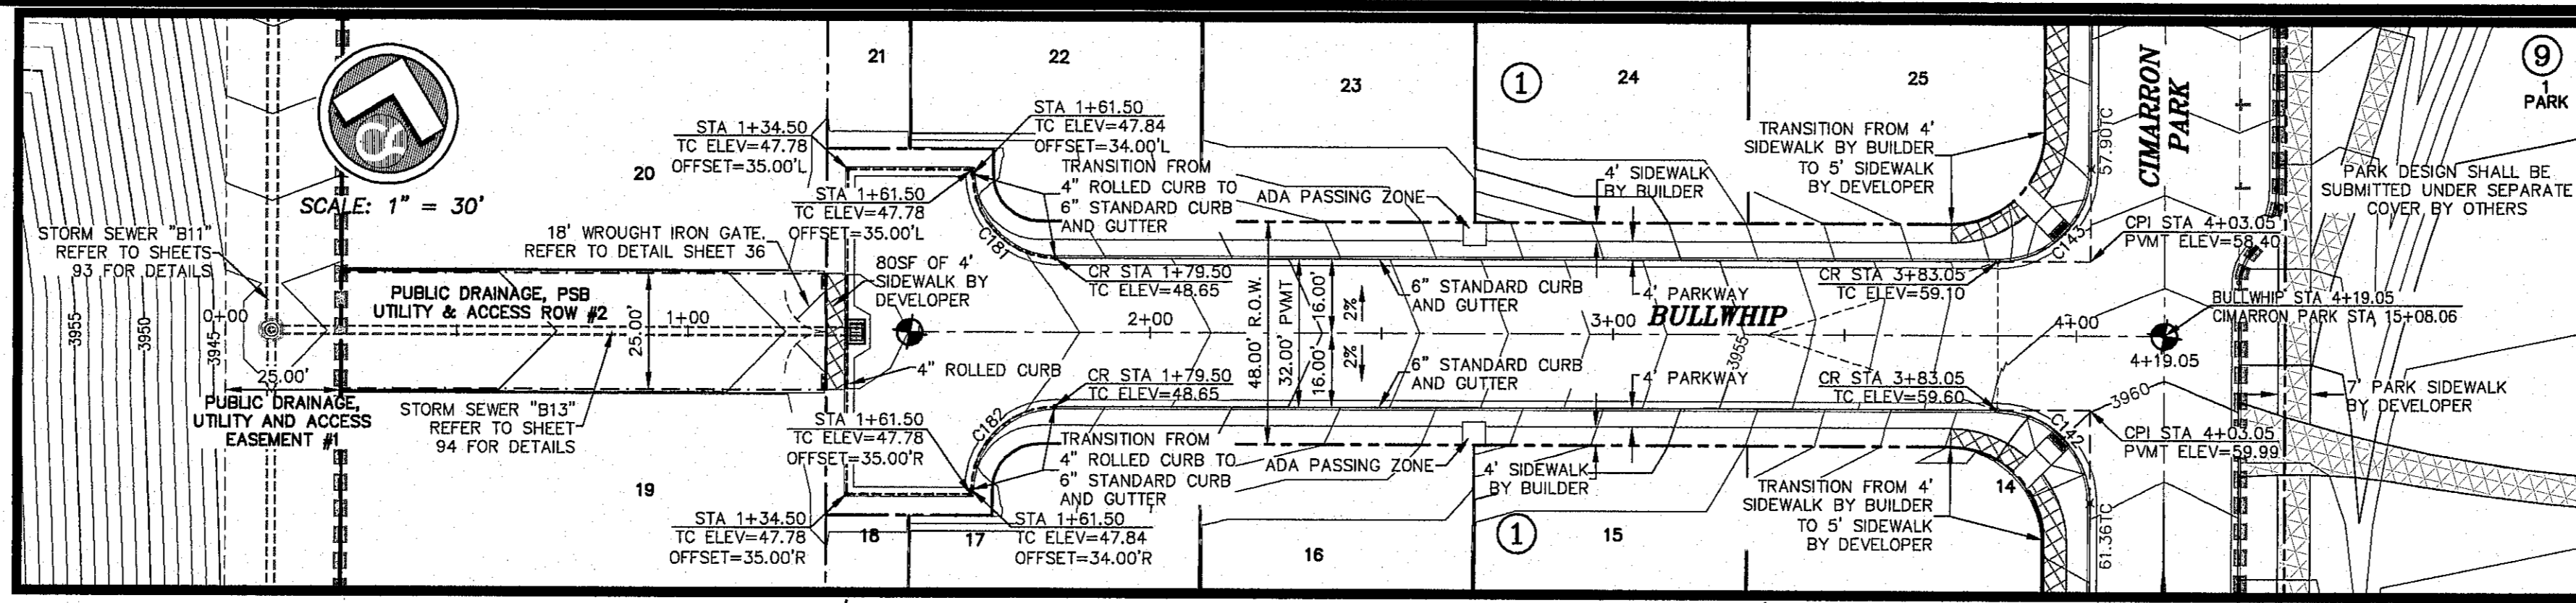 21
22
23
1
24
25
CIMARRON
PARK
9
1
PARK
20
SCALE: 1" = 30'
STA 1+34.50
TC ELEV=47.78
OFFSET=35.00'L
STA 1+61.50
TC ELEV=47.84
OFFSET=34.00'L
TRANSITION FROM
4" ROLLED CURB TO
6" STANDARD CURB
AND GUTTER
STA 1+61.50
TC ELEV=47.78
OFFSET=35.00'L
C181
ADA PASSING ZONE
4' SIDEWALK
BY BUILDER
TRANSITION FROM 4'
SIDEWALK BY BUILDER
TO 5' SIDEWALK
BY DEVELOPER
57.90TC
PARK DESIGN SHALL BE
SUBMITTED UNDER SEPARATE
COVER BY OTHERS
STORM SEWER "B11"
REFER TO SHEETS
93 FOR DETAILS
18' WROUGHT IRON GATE.
REFER TO DETAIL SHEET 36
80SF OF 4'
SIDEWALK BY
DEVELOPER
CR STA 1+79.50
TC ELEV=48.65
6" STANDARD CURB
AND GUTTER
4' PARKWAY
CR STA 3+83.05
TC ELEV=59.10
C143
CPI STA 4+03.05
PVMT ELEV=58.40
3955
3950
3945
0+00
PUBLIC DRAINAGE, PSB
UTILITY & ACCESS ROW #2
1+00
25.00'
2+00
48.00' R.O.W.
32.00' PVMT
16.00'
16.00'
2%
2%
3+00
BULLWHIP
3955
4+00
BULLWHIP STA 4+19.05
CIMARRON PARK STA 15+08.06
4+19.05
25.00'
PUBLIC DRAINAGE,
UTILITY AND ACCESS
EASEMENT #1
STORM SEWER "B13"
REFER TO SHEET
94 FOR DETAILS
4" ROLLED CURB
CR STA 1+79.50
TC ELEV=48.65
6" STANDARD CURB
AND GUTTER
4' PARKWAY
CR STA 3+83.05
TC ELEV=59.60
3960
7' PARK SIDEWALK
BY DEVELOPER
STA 1+61.50
TC ELEV=47.78
OFFSET=35.00'R
C182
TRANSITION FROM
4" ROLLED CURB TO
6" STANDARD CURB
AND GUTTER
ADA PASSING ZONE
4' SIDEWALK
BY BUILDER
C142
CPI STA 4+03.05
PVMT ELEV=59.99
19
TRANSITION FROM 4'
SIDEWALK BY BUILDER
TO 5' SIDEWALK
BY DEVELOPER
14
61.36TC
STA 1+34.50
TC ELEV=47.78
OFFSET=35.00'R
18
17
STA 1+61.50
TC ELEV=47.84
OFFSET=34.00'R
16
1
15